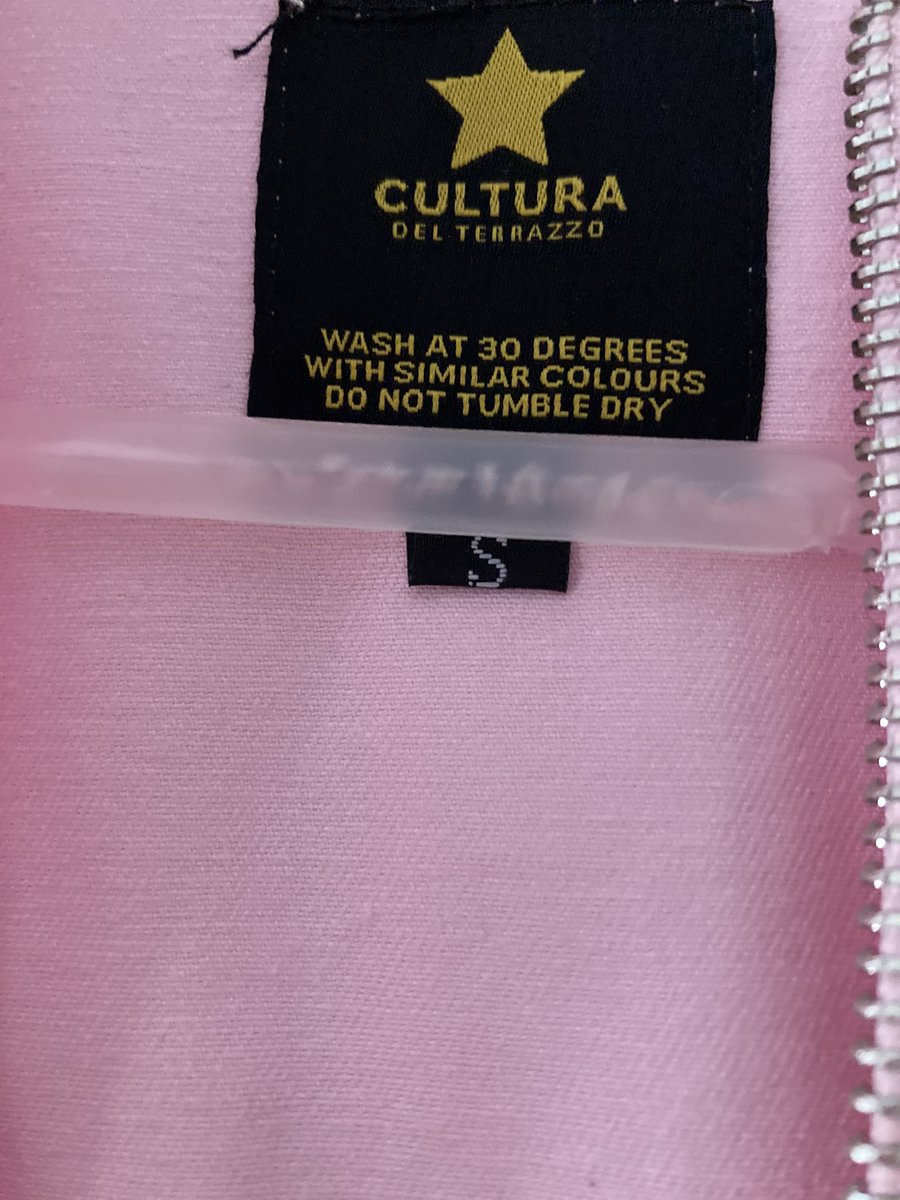 CULTURA
DEL TERRAZZO
WASH AT 30 DEGREES
WITH SIMILAR COLOURS
DO NOT TUMBLE DRY
S